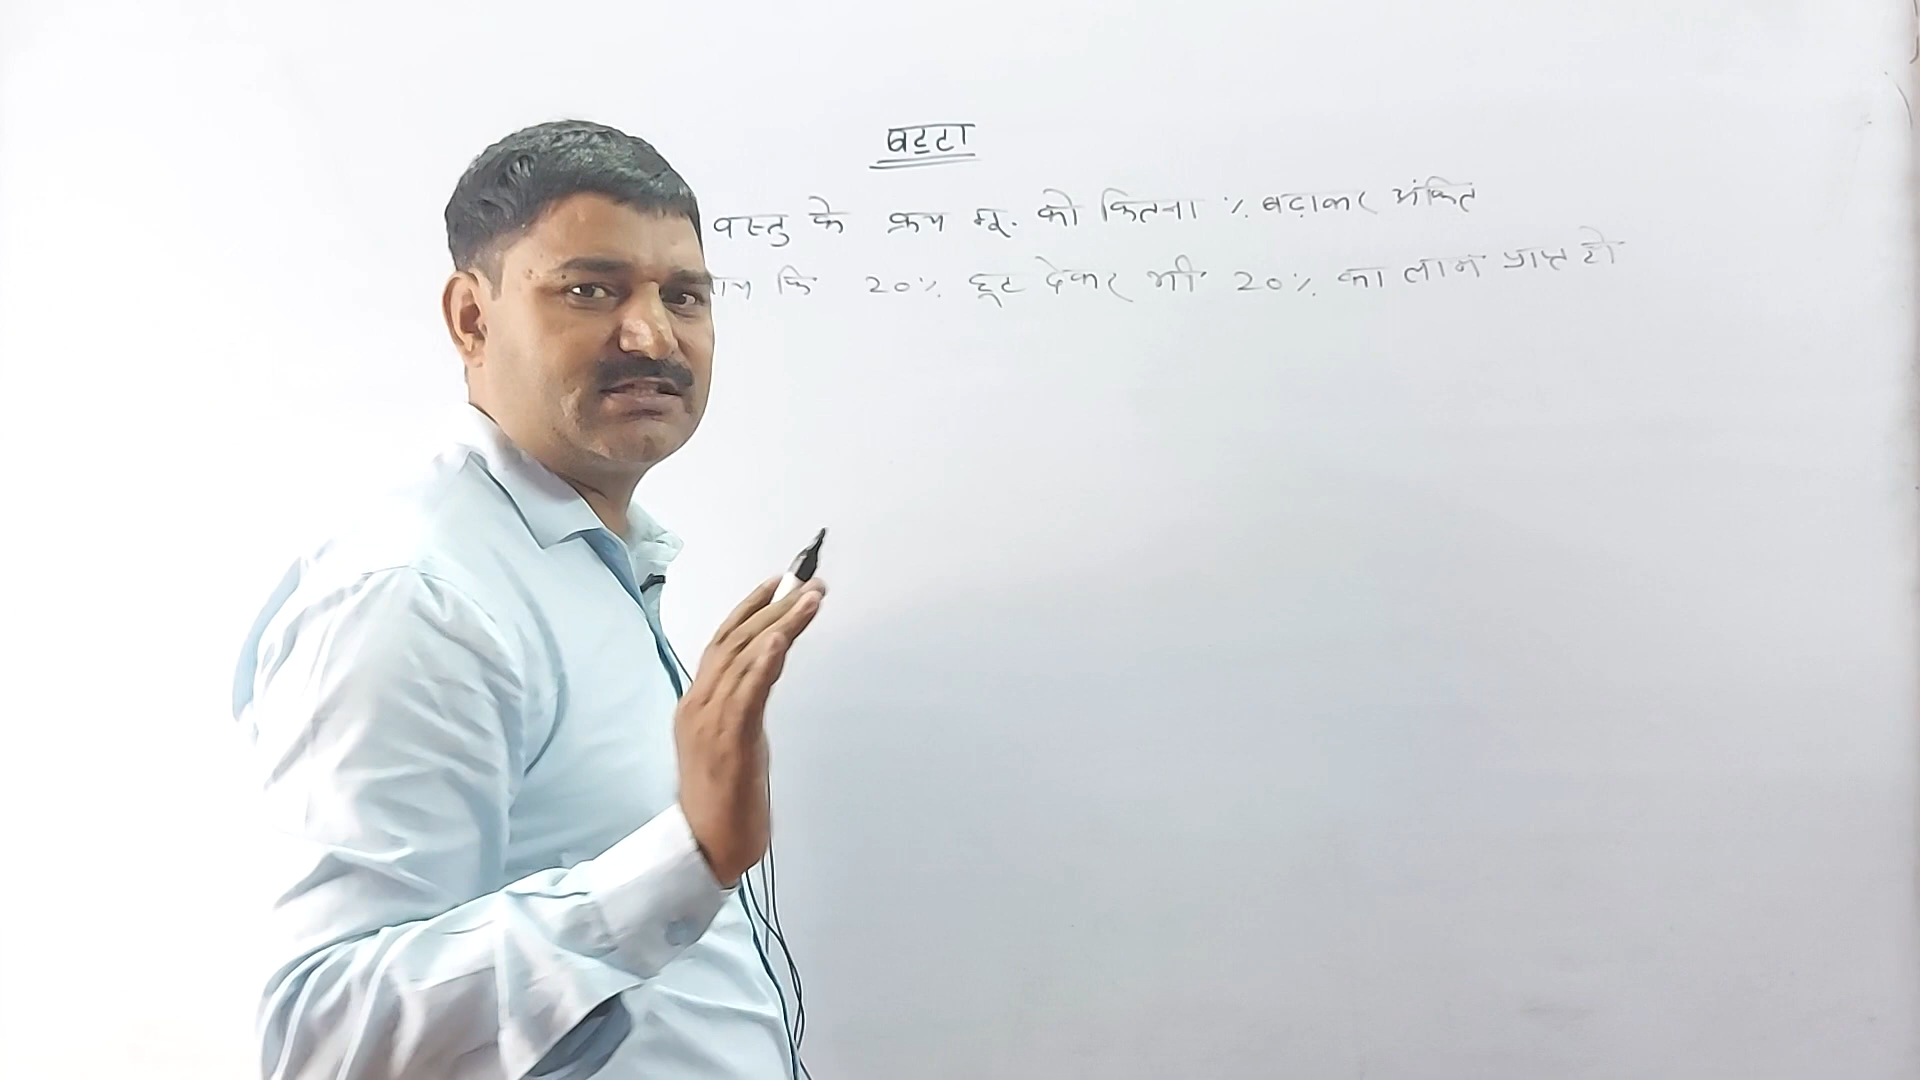 बट्टा
वस्तु के क्रय मू. को कितना % बढ़ाकर अंकित
कि 20% छूट देकर भी 20% का लाभ प्राप्त हो